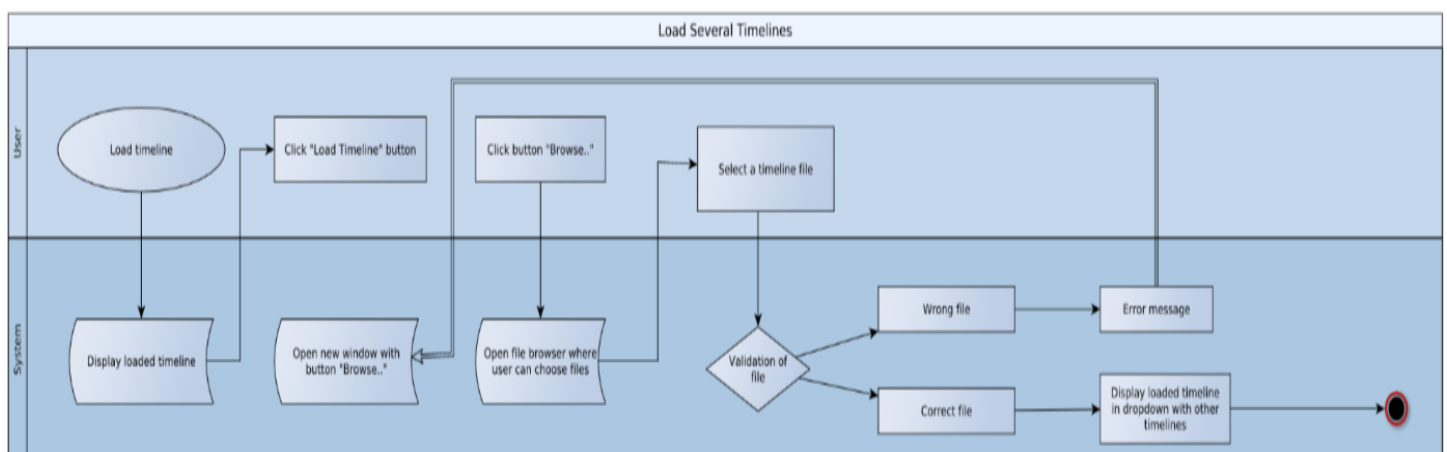 Load Several Timelines
User
Load timeline
Click "Load Timeline" button
Click button "Browse.."
Select a timeline file
System
Display loaded timeline
Open new window with
button "Browse.."
Open file browser where
user can choose files
Validation of
file
Wrong file
Error message
Correct file
Display loaded timeline
in dropdown with other
timelines